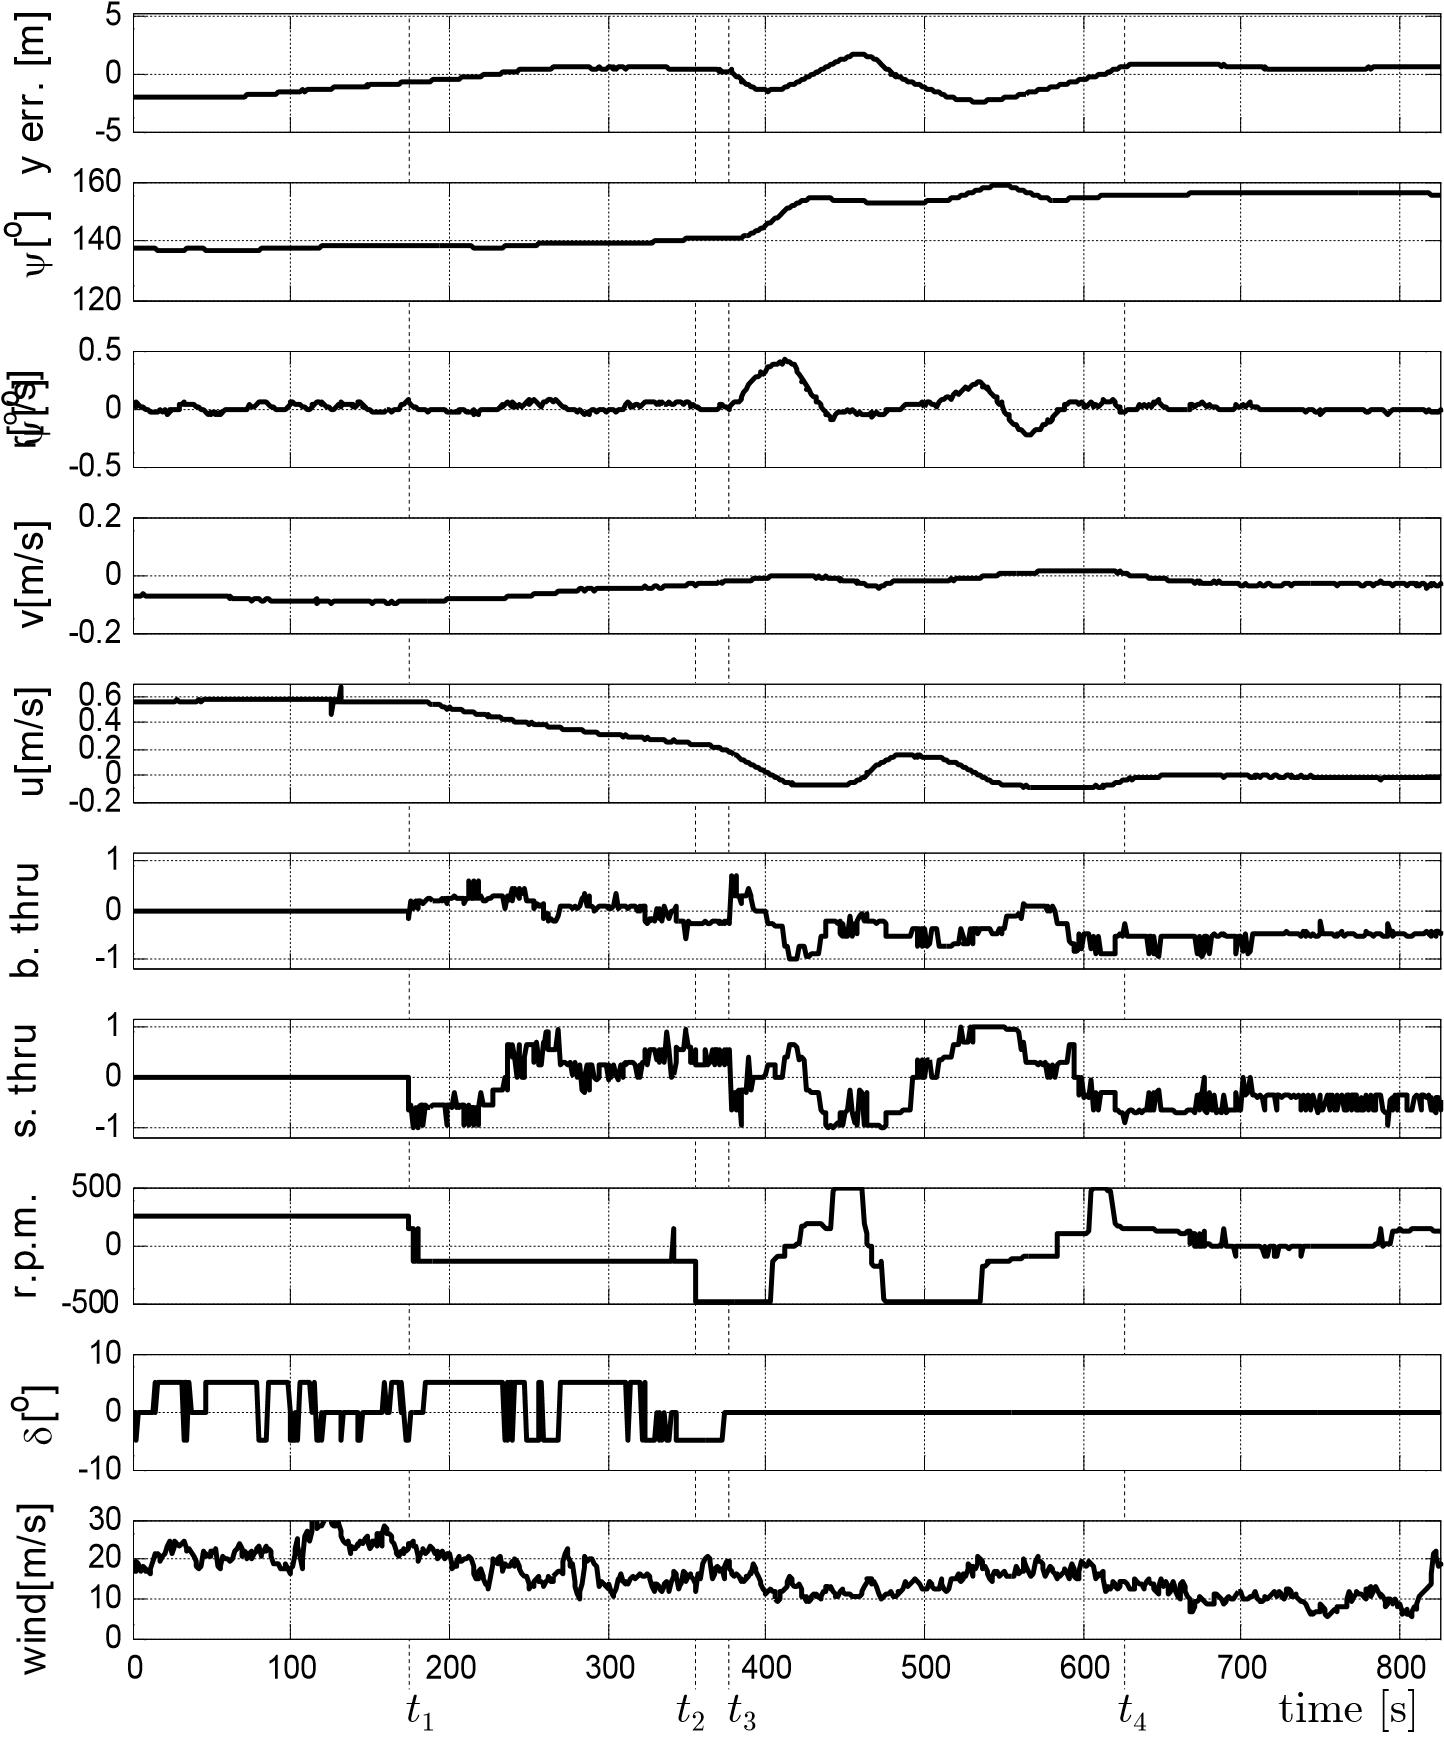 y err. [m]
5
0
-5
ψ[°]
160
140
120
r[°/s]
0.5
0
-0.5
v[m/s]
0.2
0
-0.2
u[m/s]
0.6
0.4
0.2
0
-0.2
b. thru
1
0
-1
s. thru
1
0
-1
r.p.m.
500
0
-500
δ[°]
10
0
-10
wind[m/s]
30
20
10
0
0 100 200 300 400 500 600 700 800
t1 t2 t3 t4 time [s]